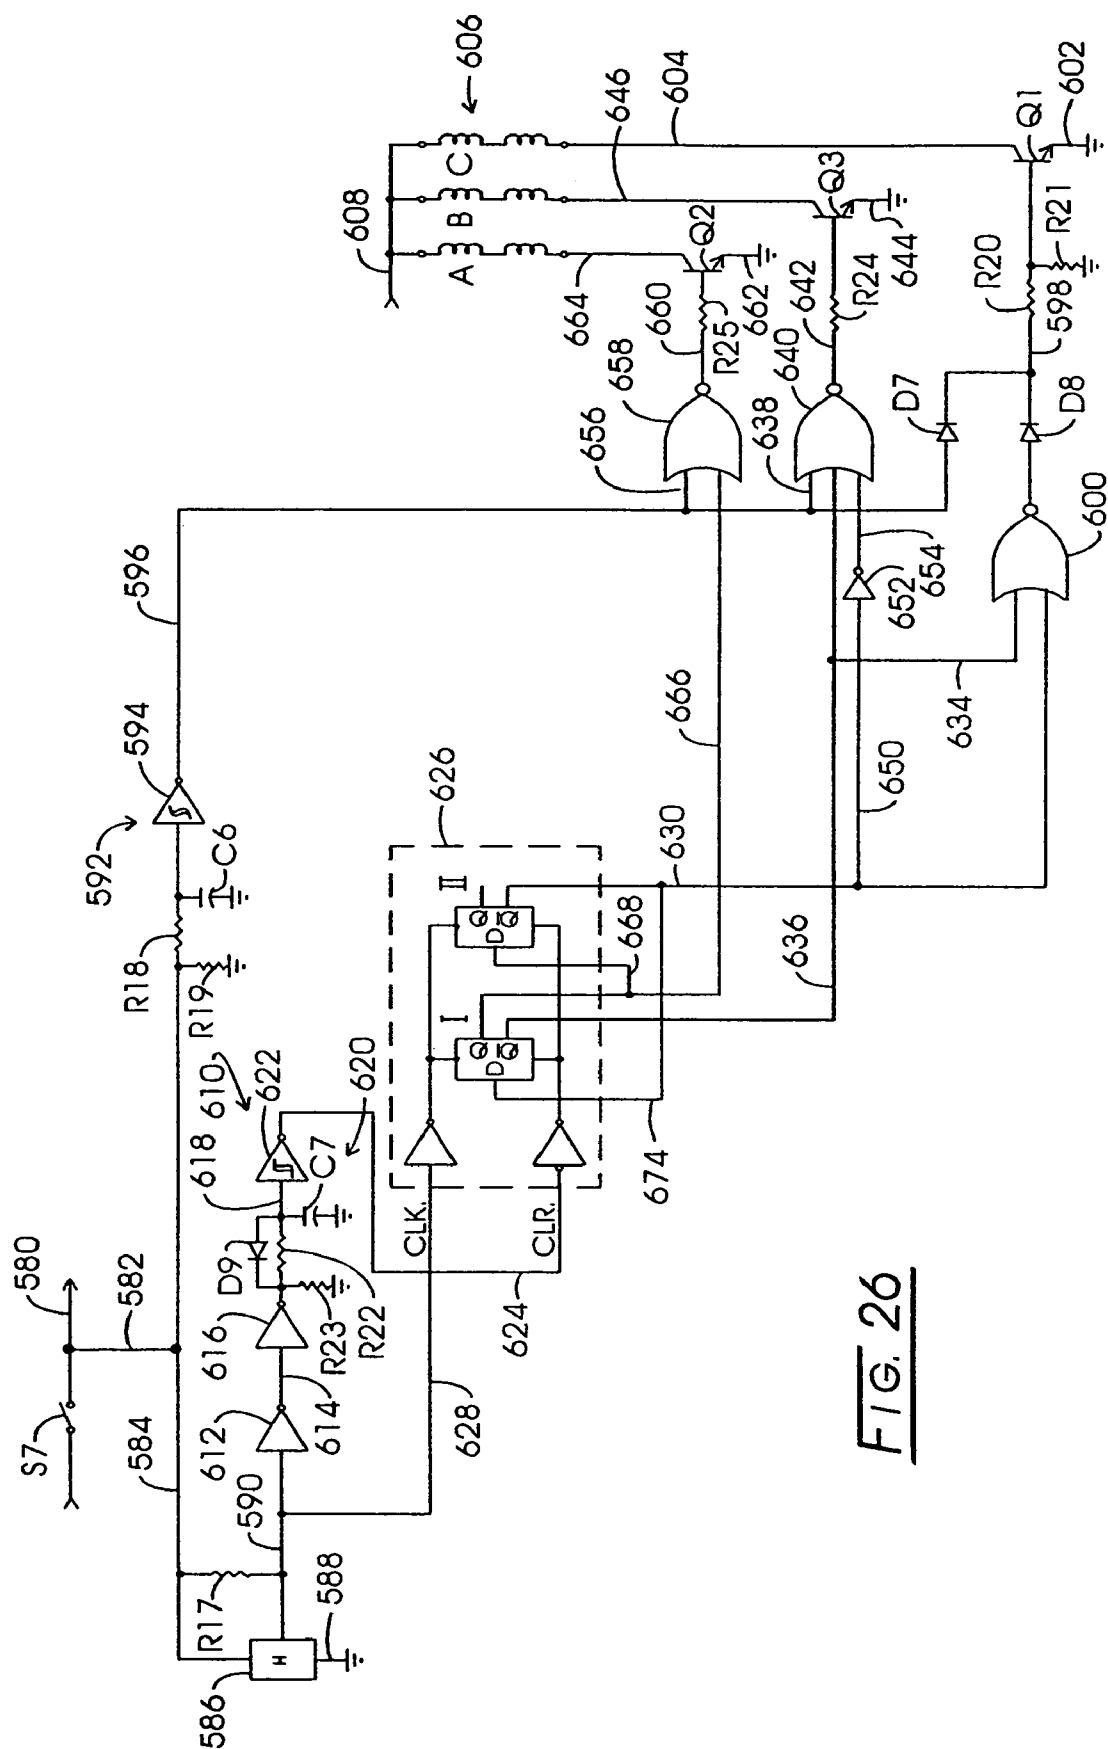 S7
580
582
584
586
H
588
R17
590
612
614
616
R23
R22
D9
618
C7
620
610
622
624
628
R18
R19
592
C6
594
596
CLK.
CLR.
626
I
Q
D
Q̄
II
Q
D
Q̄
668
674
630
666
636
650
634
652
654
656
658
638
640
660
R25
642
R24
664
662
Q2
Q3
644
646
604
608
606
A
B
C
D7
D8
600
598
R20
R21
Q1
602
FIG. 26